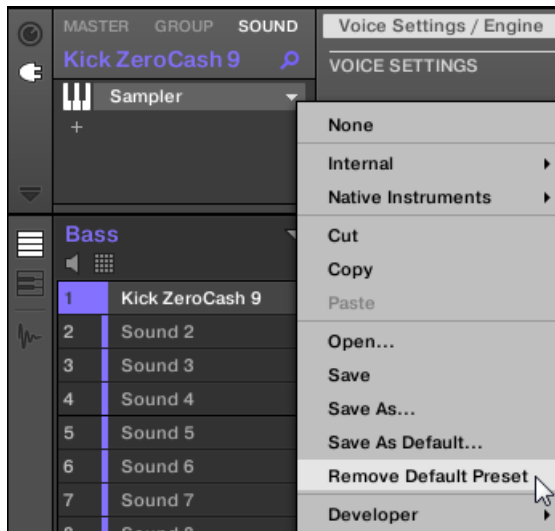 MASTER GROUP SOUND
Kick ZeroCash 9
Sampler
+
Voice Settings / Engine
VOICE SETTINGS
None
Internal
Native Instruments
Cut
Copy
Paste
Open...
Save
Save As...
Save As Default...
Remove Default Preset
Developer
Bass
1 Kick ZeroCash 9
2 Sound 2
3 Sound 3
4 Sound 4
5 Sound 5
6 Sound 6
7 Sound 7